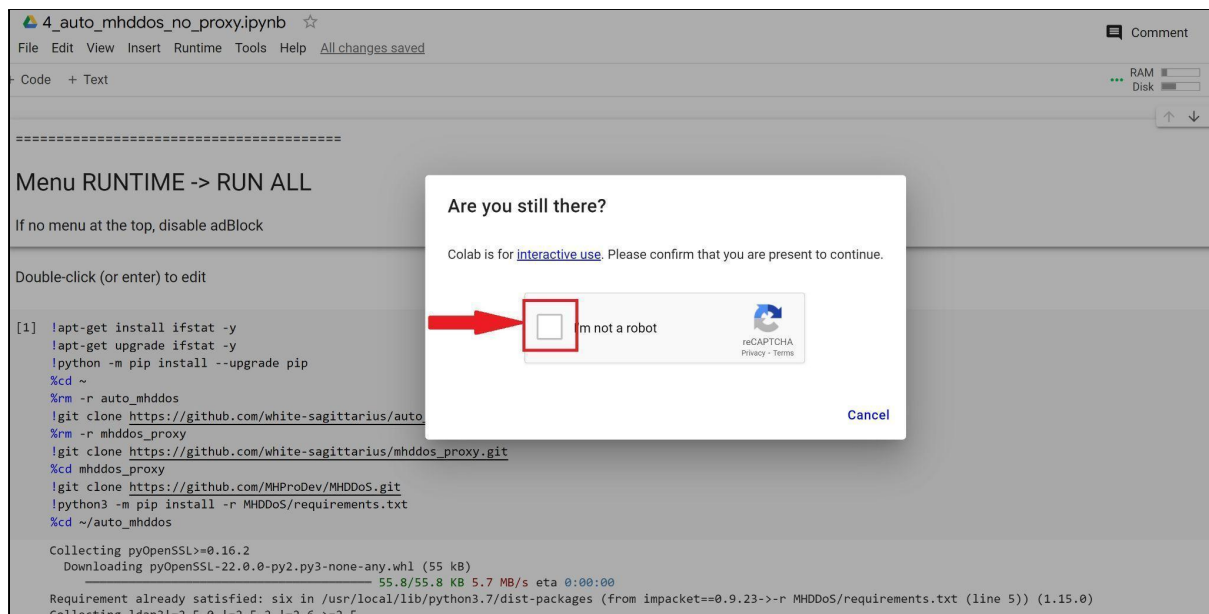 4_auto_mhddos_no_proxy.ipynb
Comment
File Edit View Insert Runtime Tools Help All changes saved
+ Code + Text
RAM
Disk
=======================================
Menu RUNTIME -> RUN ALL
If no menu at the top, disable adBlock
Are you still there?
Colab is for interactive use. Please confirm that you are present to continue.
I'm not a robot
reCAPTCHA
Privacy - Terms
Cancel
Double-click (or enter) to edit
[1] !apt-get install ifstat -y
!apt-get upgrade ifstat -y
!python -m pip install --upgrade pip
%cd ~
%rm -r auto_mhddos
!git clone https://github.com/white-sagittarius/auto_
%rm -r mhddos_proxy
!git clone https://github.com/white-sagittarius/mhddos_proxy.git
%cd mhddos_proxy
!git clone https://github.com/MHProDev/MHDDoS.git
!python3 -m pip install -r MHDDoS/requirements.txt
%cd ~/auto_mhddos
Collecting pyOpenSSL>=0.16.2
Downloading pyOpenSSL-22.0.0-py2.py3-none-any.whl (55 kB)
55.8/55.8 KB 5.7 MB/s eta 0:00:00
Requirement already satisfied: six in /usr/local/lib/python3.7/dist-packages (from impacket==0.9.23->-r MHDDoS/requirements.txt (line 5)) (1.15.0)